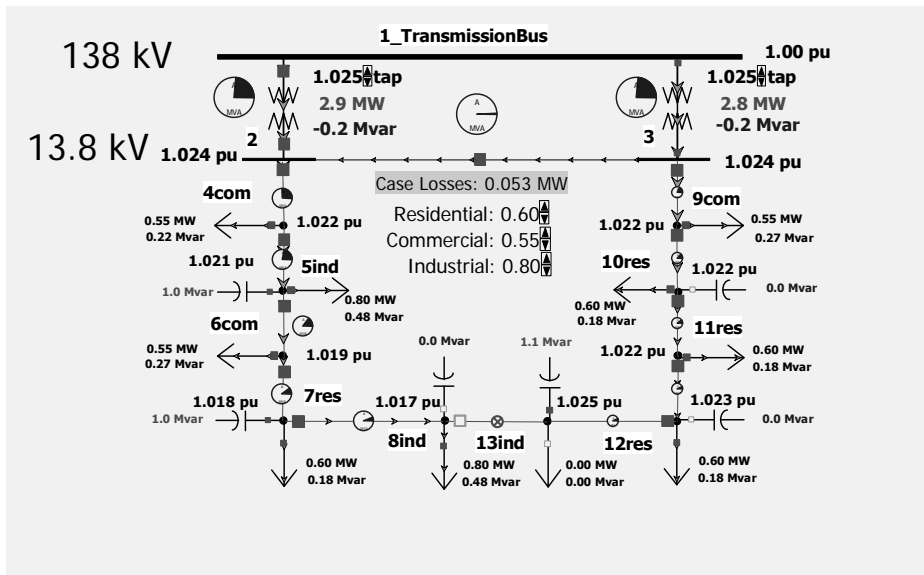 1_TransmissionBus
138 kV
1.00 pu
1.025 tap
1.025 tap
A
MVA
A
MVA
A
MVA
2.9 MW
-0.2 Mvar
2.8 MW
-0.2 Mvar
2
3
13.8 kV
1.024 pu
1.024 pu
Case Losses: 0.053 MW
4com
9com
Residential: 0.60
Commercial: 0.55
Industrial: 0.80
0.55 MW
0.22 Mvar
1.022 pu
1.022 pu
0.55 MW
0.27 Mvar
1.021 pu
5ind
10res
1.022 pu
1.0 Mvar
0.80 MW
0.48 Mvar
0.60 MW
0.18 Mvar
0.0 Mvar
6com
11res
0.55 MW
0.27 Mvar
1.019 pu
0.0 Mvar
1.1 Mvar
1.022 pu
0.60 MW
0.18 Mvar
7res
1.018 pu
1.017 pu
1.025 pu
1.023 pu
1.0 Mvar
0.0 Mvar
8ind
13ind
12res
0.60 MW
0.18 Mvar
0.80 MW
0.48 Mvar
0.00 MW
0.00 Mvar
0.60 MW
0.18 Mvar